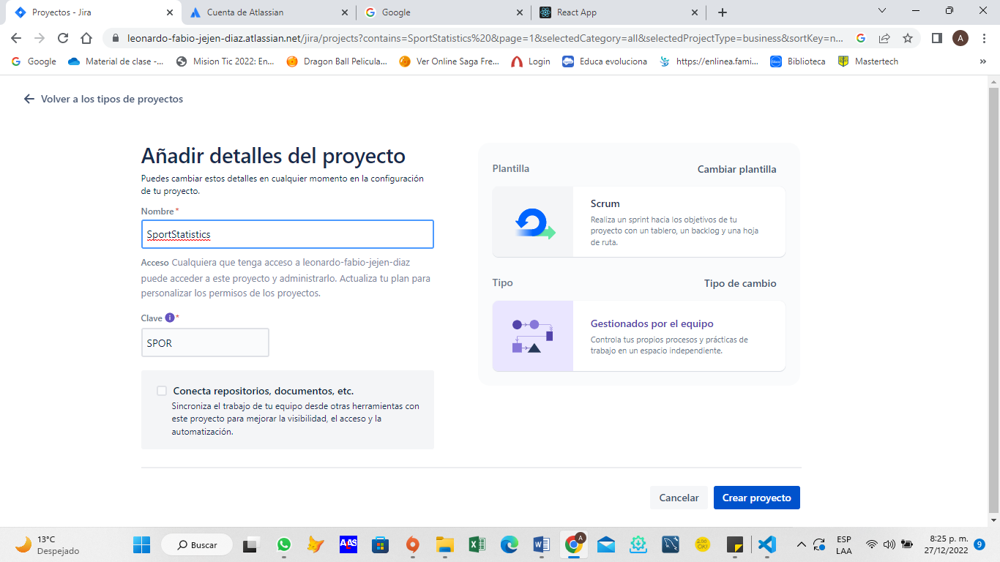 Proyectos - Jira
Cuenta de Atlassian
Google
React App
leonardo-fabio-jejen-diaz.atlassian.net/jira/projects?contains=SportStatistics%20&page=1&selectedCategory=all&selectedProjectType=business&sortKey=n...
A
Google
Material de clase -...
Mision Tic 2022: En...
Dragon Ball Pelicula...
Ver Online Saga Fre...
Login
Educa evoluciona
https://enlinea.fami...
Biblioteca
Mastertech
»
Volver a los tipos de proyectos
Añadir detalles del proyecto
Puedes cambiar estos detalles en cualquier momento en la configuración
de tu proyecto.
Nombre*
SportStatistics
Acceso Cualquiera que tenga acceso a leonardo-fabio-jejen-diaz
puede acceder a este proyecto y administrarlo. Actualiza tu plan para
personalizar los permisos de los proyectos.
Clave i *
SPOR
Conecta repositorios, documentos, etc.
Sincroniza el trabajo de tu equipo desde otras herramientas con
este proyecto para mejorar la visibilidad, el acceso y la
automatización.
Plantilla
Cambiar plantilla
Scrum
Realiza un sprint hacia los objetivos de tu
proyecto con un tablero, un backlog y una hoja
de ruta.
Tipo
Tipo de cambio
Gestionados por el equipo
Controla tus propios procesos y prácticas de
trabajo en un espacio independiente.
Cancelar
Crear proyecto
13°C
Despejado
Buscar
A
ESP
LAA
8:25 p. m.
27/12/2022
9